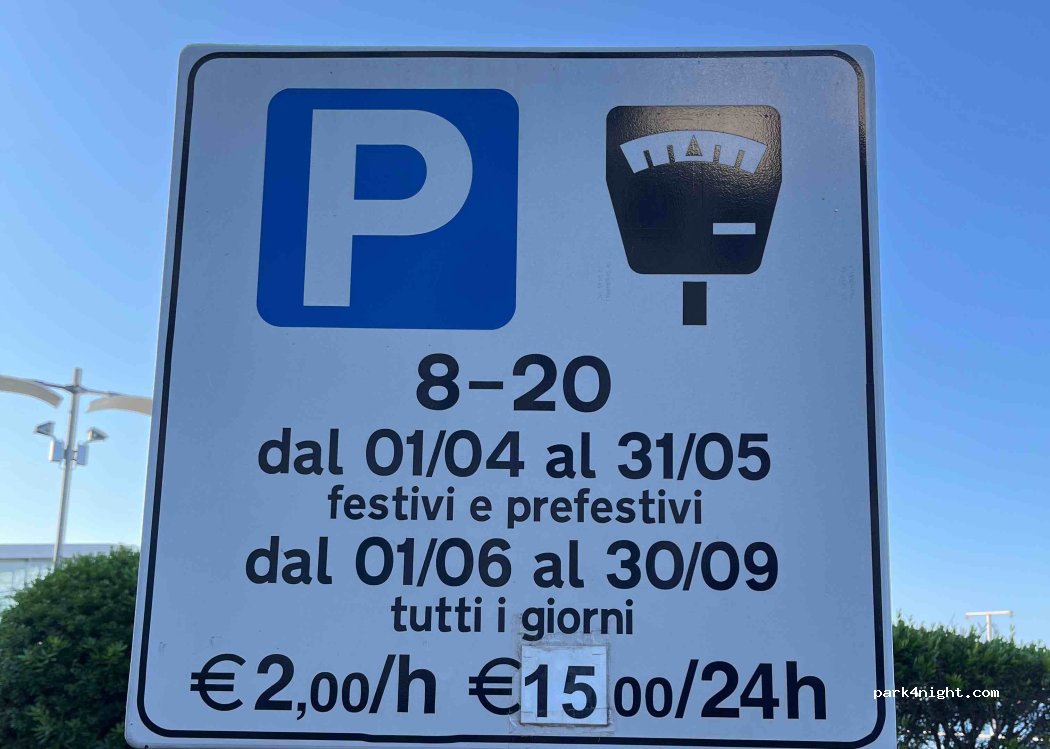 P
8-20
dal 01/04 al 31/05
festivi e prefestivi
dal 01/06 al 30/09
tutti i giorni
€ 2,00/h €15 00/24h
park4night.com